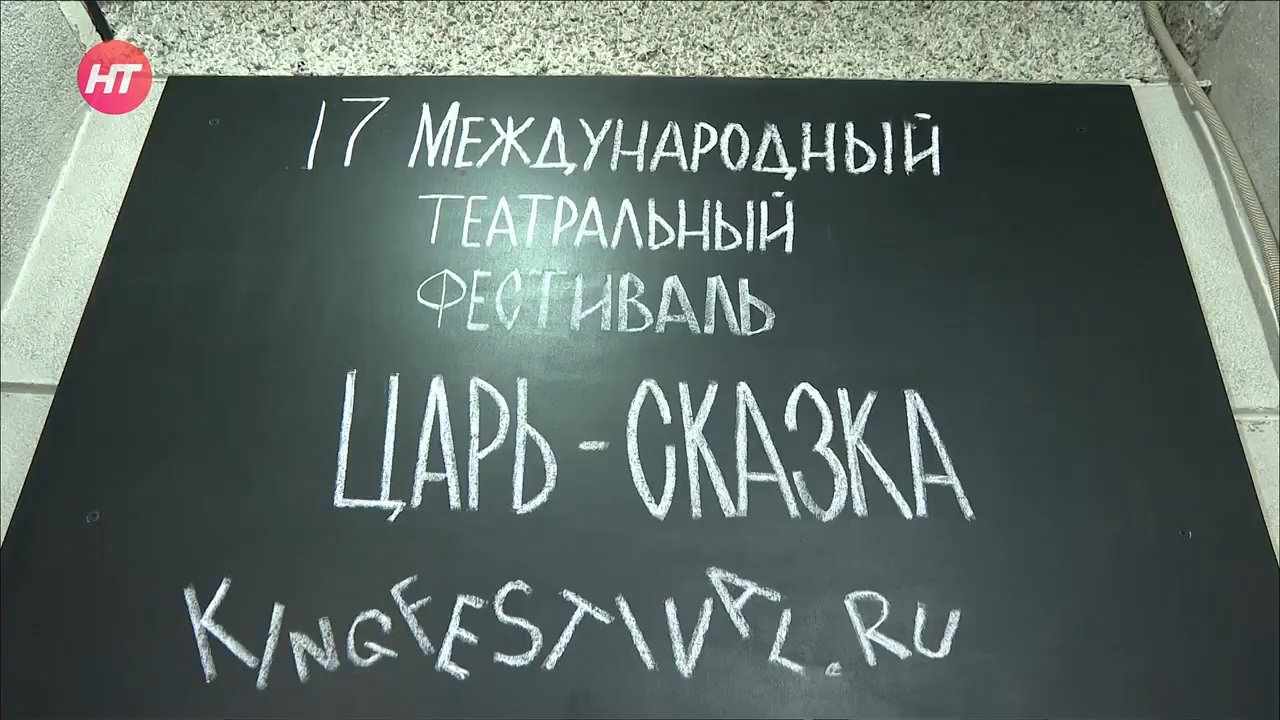 НТ
17 МЕЖДУНАРОДНЫЙ
ТЕАТРАЛЬНЫЙ
ФЕСТИВАЛЬ
ЦАРЬ - СКАЗКА
KINGFESTIVAL.RU